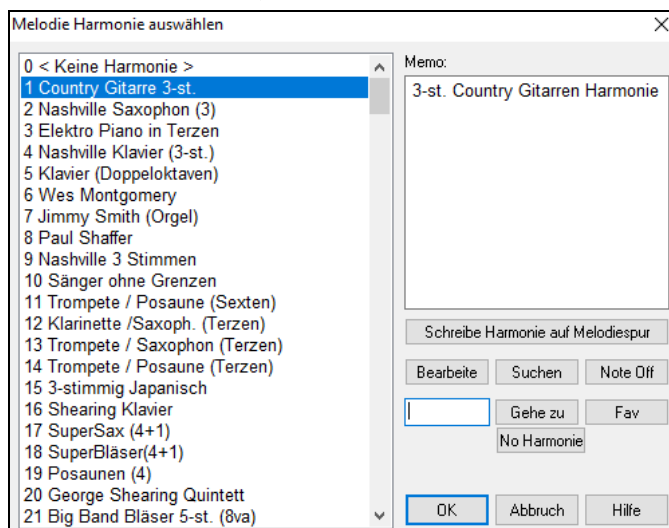 Melodie Harmonie auswählen
0 < Keine Harmonie >
1 Country Gitarre 3-st.
2 Nashville Saxophon (3)
3 Elektro Piano in Terzen
4 Nashville Klavier (3-st.)
5 Klavier (Doppeloktaven)
6 Wes Montgomery
7 Jimmy Smith (Orgel)
8 Paul Shaffer
9 Nashville 3 Stimmen
10 Sänger ohne Grenzen
11 Trompete / Posaune (Sexten)
12 Klarinette /Saxoph. (Terzen)
13 Trompete / Saxophon (Terzen)
14 Trompete / Posaune (Terzen)
15 3-stimmig Japanisch
16 Shearing Klavier
17 SuperSax (4+1)
18 SuperBläser(4+1)
19 Posaunen (4)
20 George Shearing Quintett
21 Big Band Bläser 5-st. (8va)
Memo:
3-st. Country Gitarren Harmonie
Schreibe Harmonie auf Melodiespur
Bearbeite Suchen Note Off
Gehe zu Fav
No Harmonie
OK Abbruch Hilfe